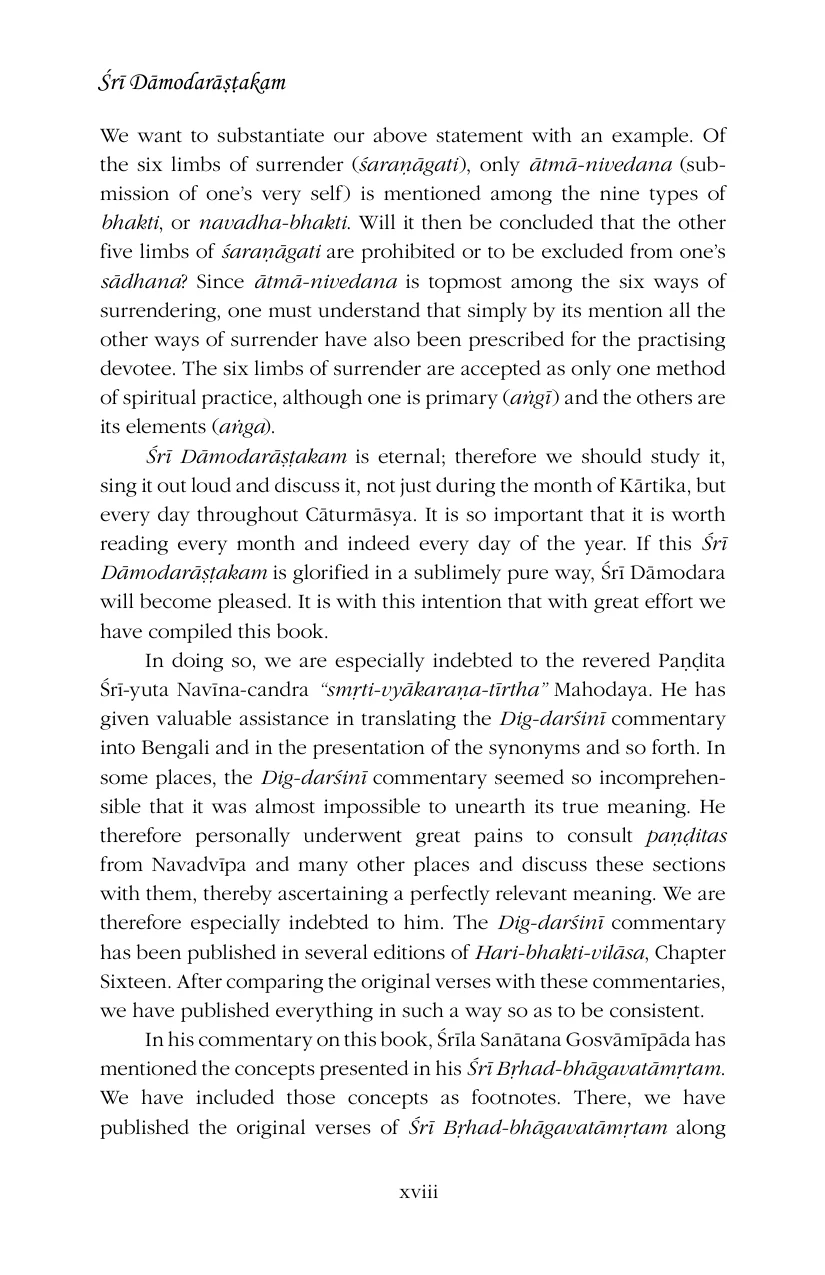 Śrī Dāmodarāṣṭakam
We want to substantiate our above statement with an example. Of
the six limbs of surrender (śaraṇāgati), only ātmā-nivedana (sub-
mission of one’s very self) is mentioned among the nine types of
bhakti, or navadha-bhakti. Will it then be concluded that the other
five limbs of śaraṇāgati are prohibited or to be excluded from one’s
sādhana? Since ātmā-nivedana is topmost among the six ways of
surrendering, one must understand that simply by its mention all the
other ways of surrender have also been prescribed for the practising
devotee. The six limbs of surrender are accepted as only one method
of spiritual practice, although one is primary (aṅgī) and the others are
its elements (aṅga).
Śrī Dāmodarāṣṭakam is eternal; therefore we should study it,
sing it out loud and discuss it, not just during the month of Kārtika, but
every day throughout Cāturmāsya. It is so important that it is worth
reading every month and indeed every day of the year. If this Śrī
Dāmodarāṣṭakam is glorified in a sublimely pure way, Śrī Dāmodara
will become pleased. It is with this intention that with great effort we
have compiled this book.
In doing so, we are especially indebted to the revered Paṇḍita
Śrī-yuta Navīna-candra “smṛti-vyākaraṇa-tīrtha” Mahodaya. He has
given valuable assistance in translating the Dig-darśinī commentary
into Bengali and in the presentation of the synonyms and so forth. In
some places, the Dig-darśinī commentary seemed so incomprehen-
sible that it was almost impossible to unearth its true meaning. He
therefore personally underwent great pains to consult paṇḍitas
from Navadvīpa and many other places and discuss these sections
with them, thereby ascertaining a perfectly relevant meaning. We are
therefore especially indebted to him. The Dig-darśinī commentary
has been published in several editions of Hari-bhakti-vilāsa, Chapter
Sixteen. After comparing the original verses with these commentaries,
we have published everything in such a way so as to be consistent.
In his commentary on this book, Śrīla Sanātana Gosvāmīpāda has
mentioned the concepts presented in his Śrī Bṛhad-bhāgavatāmṛtam.
We have included those concepts as footnotes. There, we have
published the original verses of Śrī Bṛhad-bhāgavatāmṛtam along
xviii